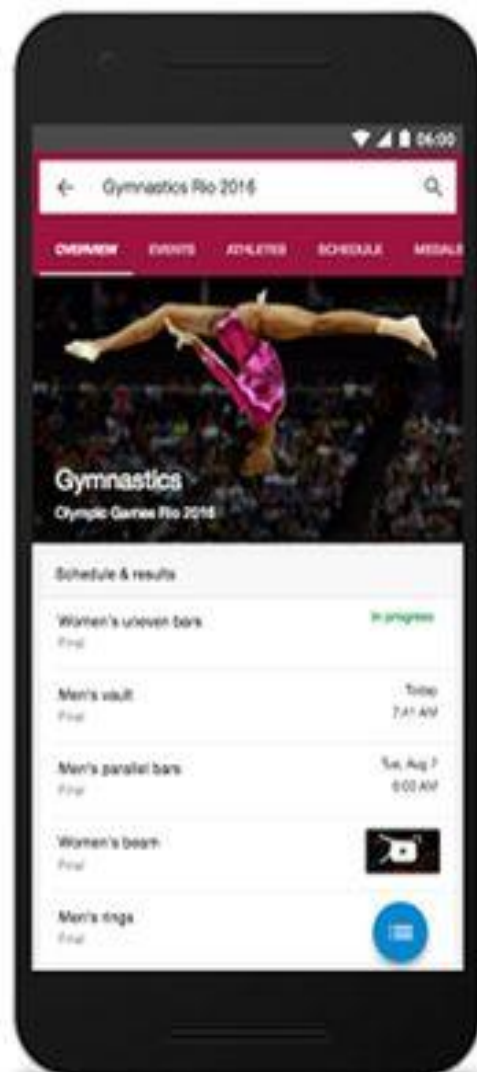 06:00
Gymnastics Rio 2016
OVERVIEW EVENTS ATHLETES SCHEDULE MEDALS
Gymnastics
Olympic Games Rio 2016
Schedule & results
Women's uneven bars
In progress
Final
Men's vault
Today
Final
7:41 AM
Men's parallel bars
Tue, Aug 7
Final
6:00 AM
Women's beam
Final
Men's rings
Final